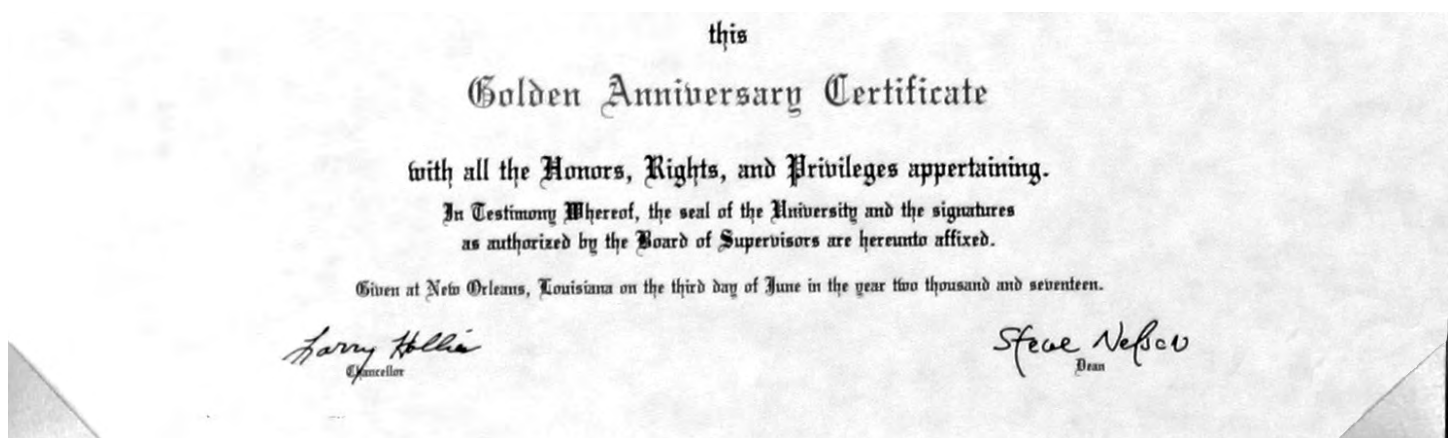 this
Golden Anniversary Certificate
with all the Honors, Rights, and Privileges appertaining.
In Testimony Whereof, the seal of the University and the signatures
as authorized by the Board of Supervisors are hereunto affixed.
Given at New Orleans, Louisiana on the third day of June in the year two thousand and seventeen.
Larry Hollier
Chancellor
Steve Nelson
Dean